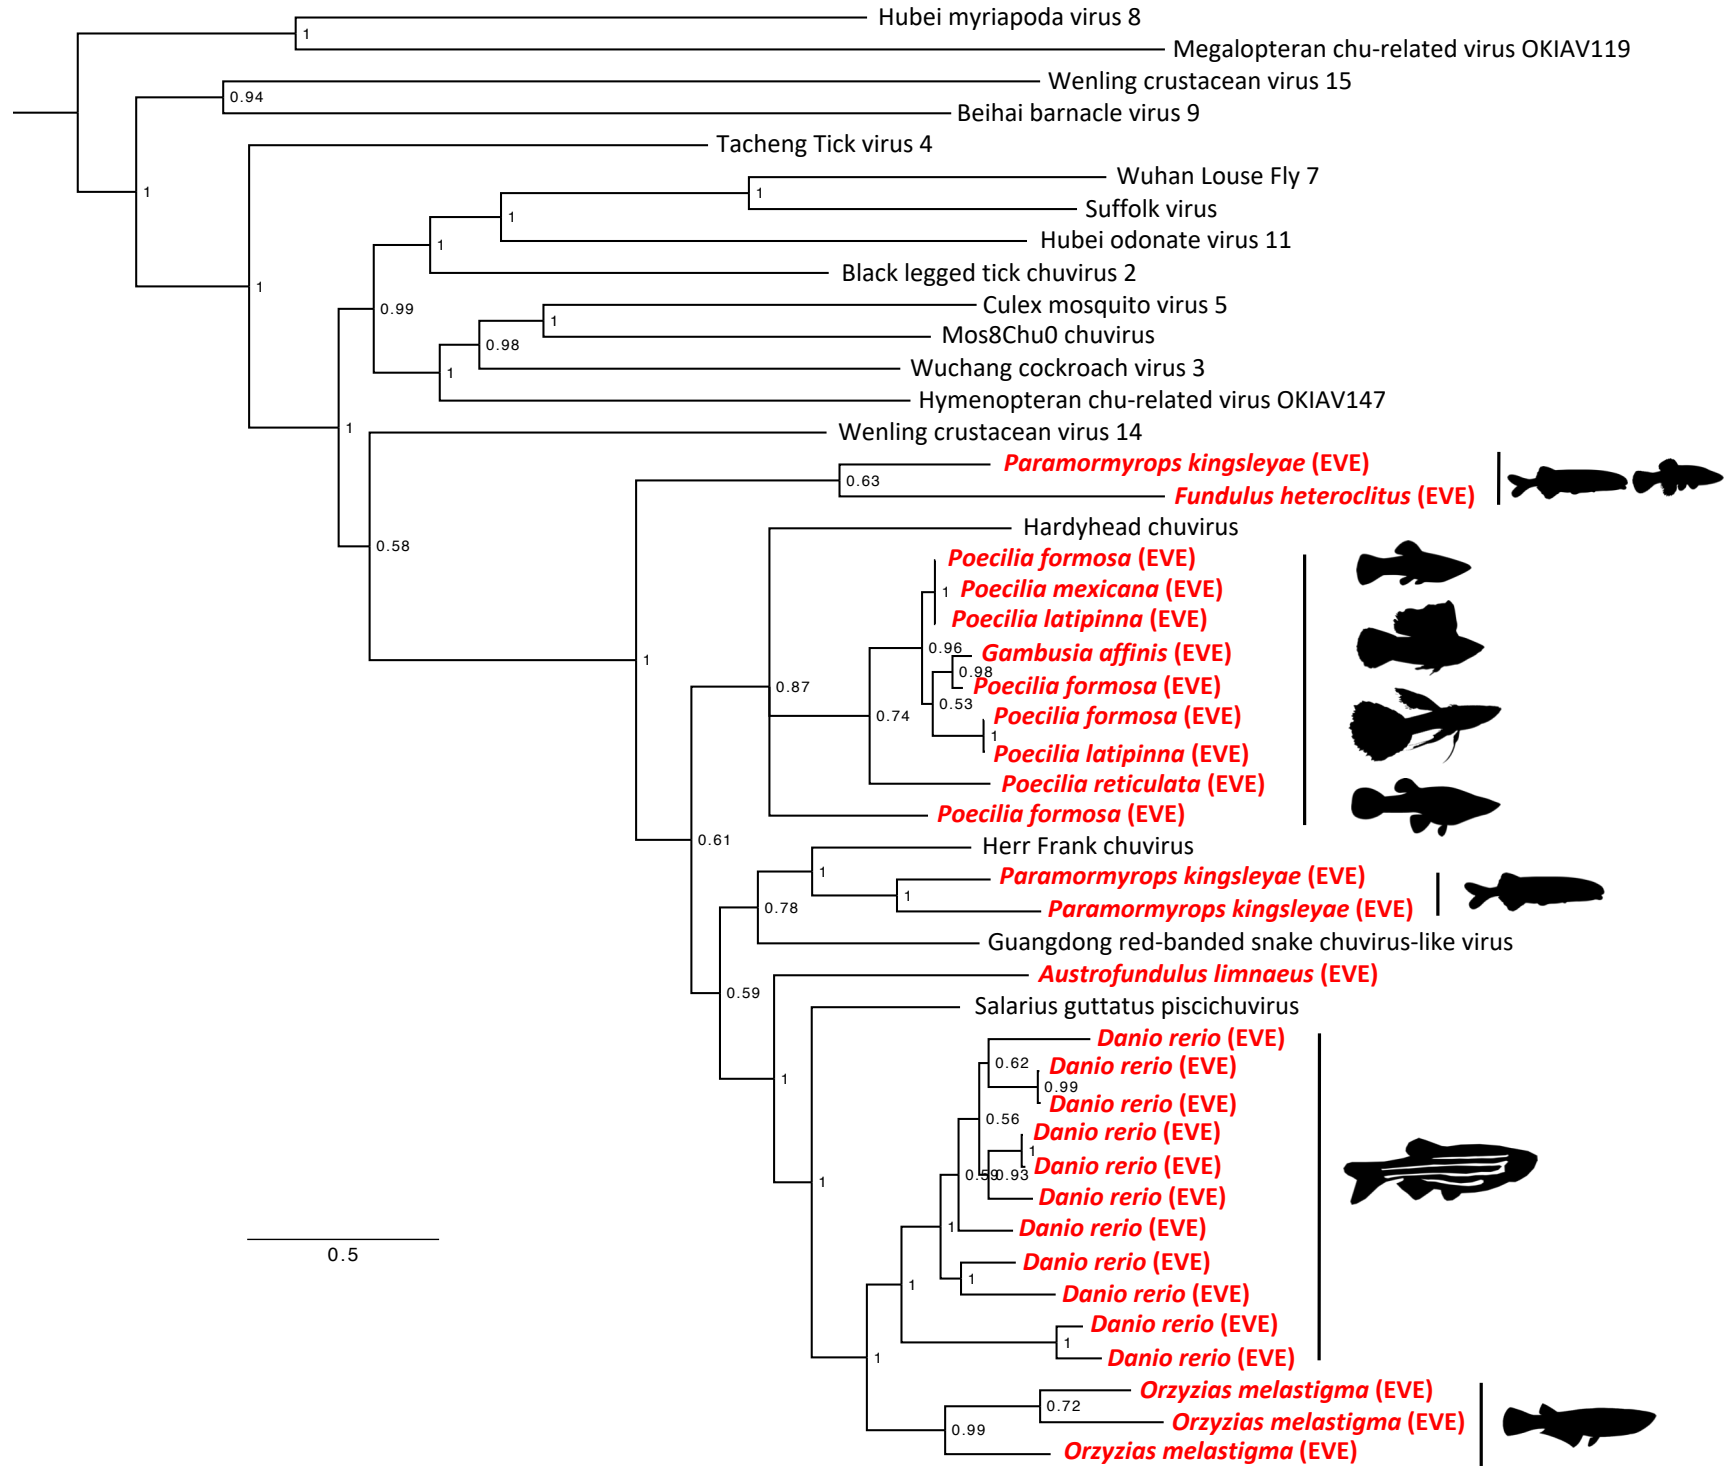 Hubei myriapoda virus 8
1
Megalopteran chu-related virus OKIAV119
Wenling crustacean virus 15
0.94
Beihai barnacle virus 9
Tacheng Tick virus 4
Wuhan Louse Fly 7
1
1
Suffolk virus
1
Hubei odonate virus 11
1
Black legged tick chuvirus 2
1
0.99
Culex mosquito virus 5
1
Mos8Chu0 chuvirus
0.98
Wuchang cockroach virus 3
1
Hymenopteran chu-related virus OKIAV147
1
Wenling crustacean virus 14
Paramormyrops kingsleyae (EVE)
0.63
Fundulus heteroclitus (EVE)
Hardyhead chuvirus
0.58
Poecilia formosa (EVE)
1
Poecilia mexicana (EVE)
Poecilia latipinna (EVE)
0.96
Gambusia affinis (EVE)
1
0.98
0.87
Poecilia formosa (EVE)
0.53
0.74
Poecilia formosa (EVE)
1
Poecilia latipinna (EVE)
Poecilia reticulata (EVE)
Poecilia formosa (EVE)
0.61
Herr Frank chuvirus
1
Paramormyrops kingsleyae (EVE)
1
0.78
Paramormyrops kingsleyae (EVE)
Guangdong red-banded snake chuvirus-like virus
Austrofundulus limnaeus (EVE)
0.59
Salarius guttatus piscichuvirus
Danio rerio (EVE)
0.62
Danio rerio (EVE)
1
0.99
Danio rerio (EVE)
0.56
Danio rerio (EVE)
1
Danio rerio (EVE)
0.59
0.93
1
Danio rerio (EVE)
1
Danio rerio (EVE)
0.5
Danio rerio (EVE)
1
1
Danio rerio (EVE)
Danio rerio (EVE)
1
1
Danio rerio (EVE)
Orzyzias melastigma (EVE)
0.72
Orzyzias melastigma (EVE)
0.99
Orzyzias melastigma (EVE)